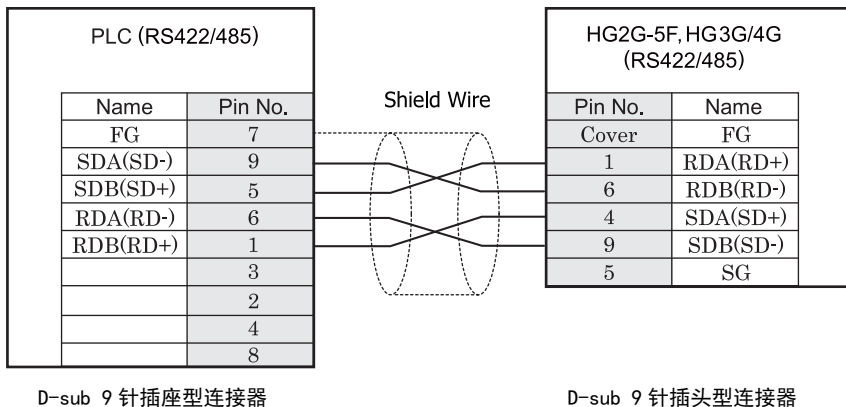 PLC (RS422/485)
Name Pin No.
FG 7
SDA(SD-) 9
SDB(SD+) 5
RDA(RD-) 6
RDB(RD+) 1
3
2
4
8
Shield Wire
HG2G-5F, HG3G/4G
(RS422/485)
Pin No. Name
Cover FG
1 RDA(RD+)
6 RDB(RD-)
4 SDA(SD+)
9 SDB(SD-)
5 SG
D-sub 9 针插座型连接器
D-sub 9 针插头型连接器